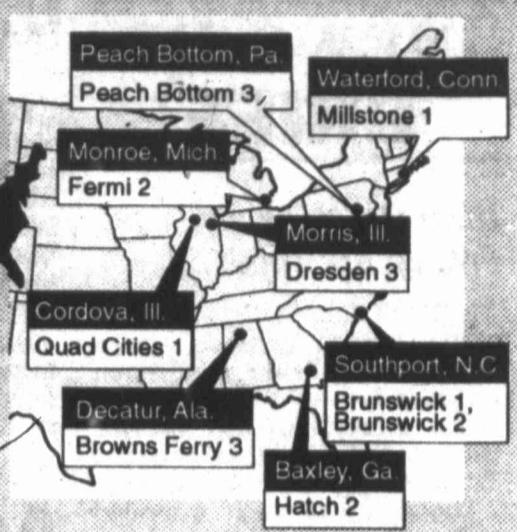 Peach Bottom, Pa.
Peach Bottom 3,
Waterford, Conn.
Millstone 1
Monroe, Mich.
Fermi 2
Morris, Ill.
Dresden 3
Cordova, Ill.
Quad Cities 1
Southport, N.C
Brunswick 1,
Brunswick 2
Decatur, Ala.
Browns Ferry 3
Baxley, Ga.
Hatch 2